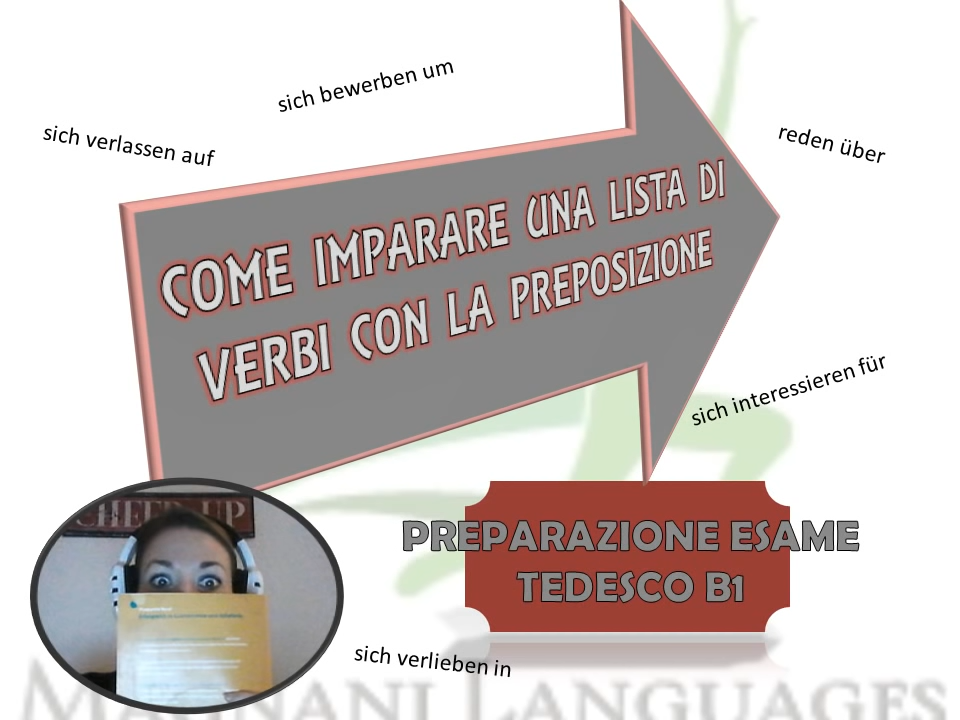 sich bewerben um
sich verlassen auf
reden über
COME IMPARARE UNA LISTA DI
VERBI CON LA PREPOSIZIONE
sich interessieren für
CHEER UP
PREPARAZIONE ESAME
TEDESCO B1
sich verlieben in
MAGNANI LANGUAGES